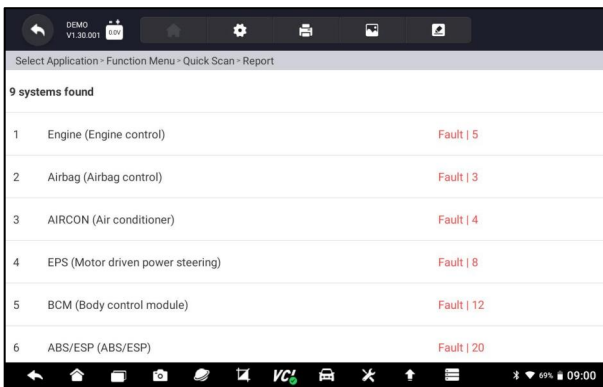 DEMO
V1.30.001
0.0V
Select Application > Function Menu > Quick Scan > Report
9 systems found
1 Engine (Engine control) Fault | 5
2 Airbag (Airbag control) Fault | 3
3 AIRCON (Air conditioner) Fault | 4
4 EPS (Motor driven power steering) Fault | 8
5 BCM (Body control module) Fault | 12
6 ABS/ESP (ABS/ESP) Fault | 20
VCI 69% 09:00